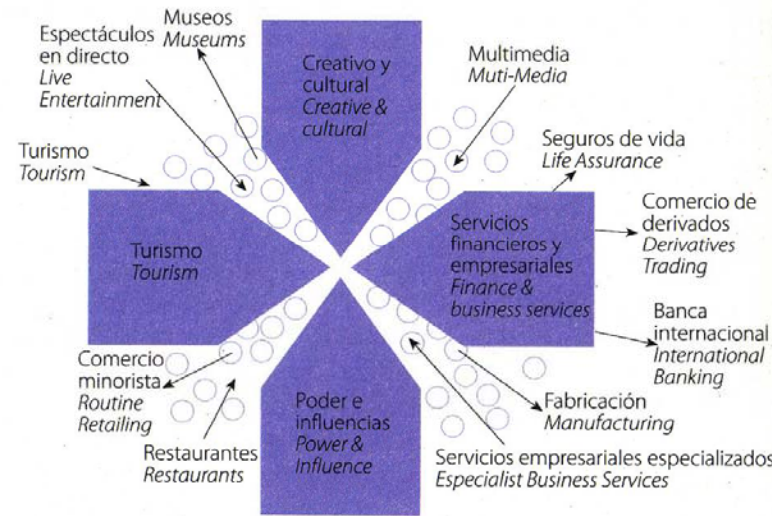 Museos
Museums
Espectáculos
en directo
Live
Entertainment
Creativo y
cultural
Creative &
cultural
Multimedia
Muti-Media
Turismo
Tourism
Seguros de vida
Life Assurance
Turismo
Tourism
Servicios
financieros y
empresariales
Finance &
business services
Comercio de
derivados
Derivatives
Trading
Banca
internacional
International
Banking
Comercio
minorista
Routine
Retailing
Restaurantes
Restaurants
Poder e
influencias
Power &
Influence
Fabricación
Manufacturing
Servicios empresariales especializados
Especialist Business Services